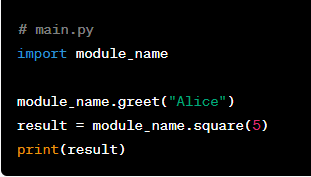 # main.py
import module_name
module_name.greet("Alice")
result = module_name.square(5)
print(result)